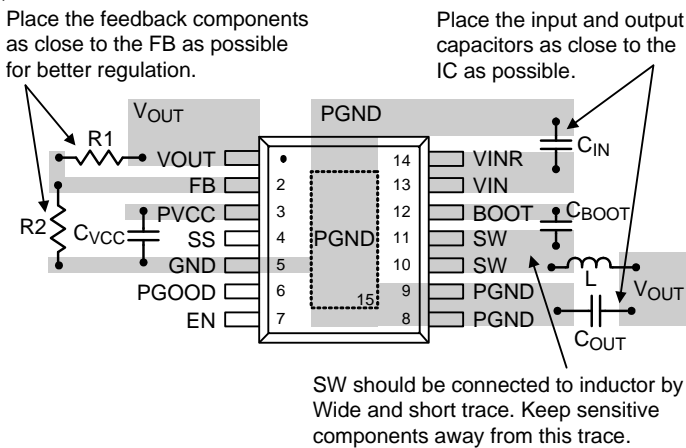 Place the feedback components
as close to the FB as possible
for better regulation.
Place the input and output
capacitors as close to the
IC as possible.
VOUT
PGND
R1
CIN
VOUT
14
VINR
FB
2
13
VIN
PVCC
3
12
BOOT
CBOOT
R2
CVCC
SS
4
PGND
11
SW
GND
5
10
SW
L
VOUT
PGOOD
6
15
9
PGND
EN
7
8
PGND
COUT
SW should be connected to inductor by
Wide and short trace. Keep sensitive
components away from this trace.